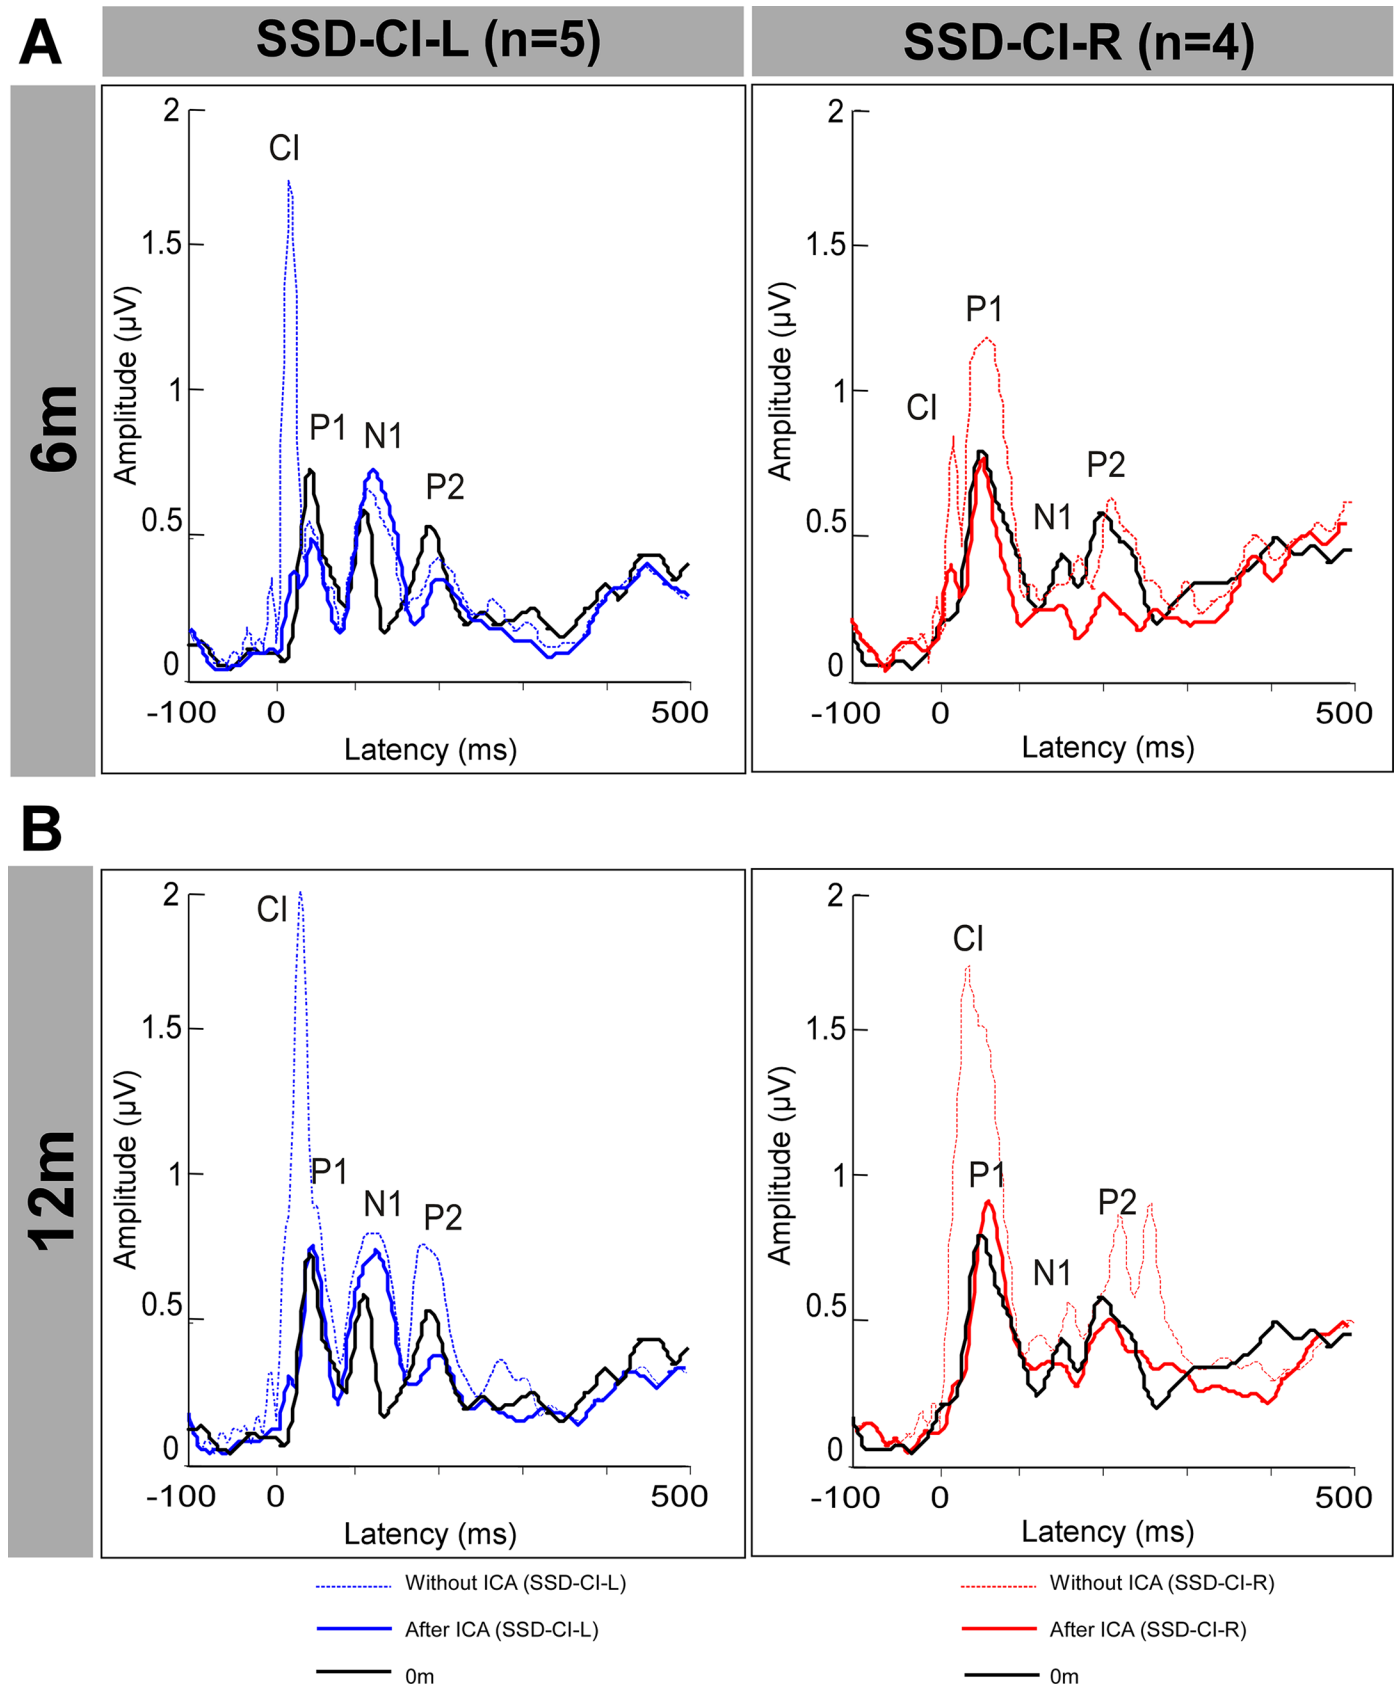 A
SSD-CI-L (n=5)
SSD-CI-R (n=4)
6m
2
1.5
1
0.5
0
Amplitude (µV)
CI
P1
N1
P2
-100
0
500
Latency (ms)
2
1.5
1
0.5
0
Amplitude (µV)
CI
P1
N1
P2
-100
0
500
Latency (ms)
B
12m
2
1.5
1
0.5
0
Amplitude (µV)
CI
P1
N1
P2
-100
0
500
Latency (ms)
2
1.5
1
0.5
0
Amplitude (µV)
CI
P1
N1
P2
-100
0
500
Latency (ms)
Without ICA (SSD-CI-L)
After ICA (SSD-CI-L)
0m
Without ICA (SSD-CI-R)
After ICA (SSD-CI-R)
0m